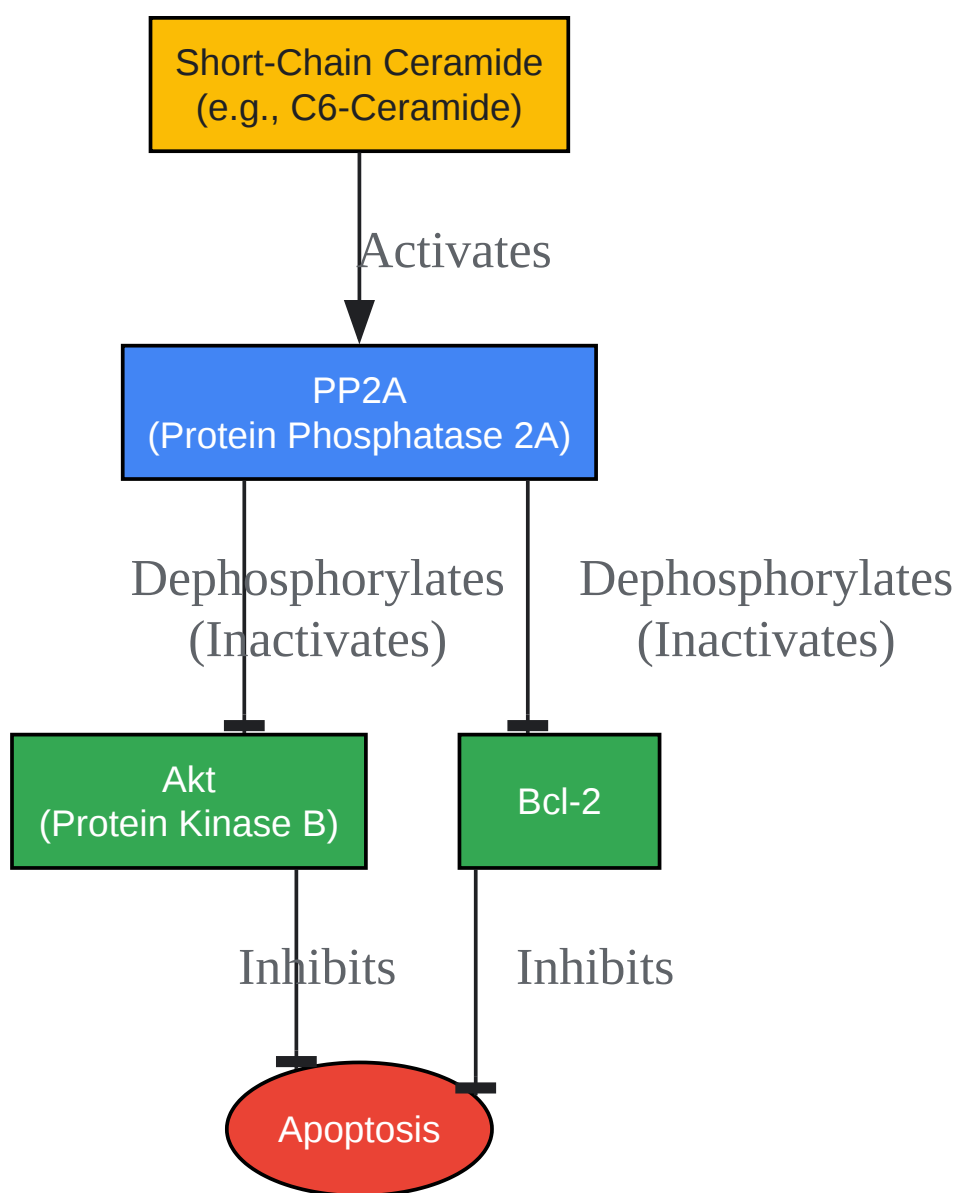 Short-Chain Ceramide
(e.g., C6-Ceramide)
Activates
PP2A
(Protein Phosphatase 2A)
Dephosphorylates
(Inactivates)
Dephosphorylates
(Inactivates)
Akt
(Protein Kinase B)
Bcl-2
Inhibits
Inhibits
Apoptosis